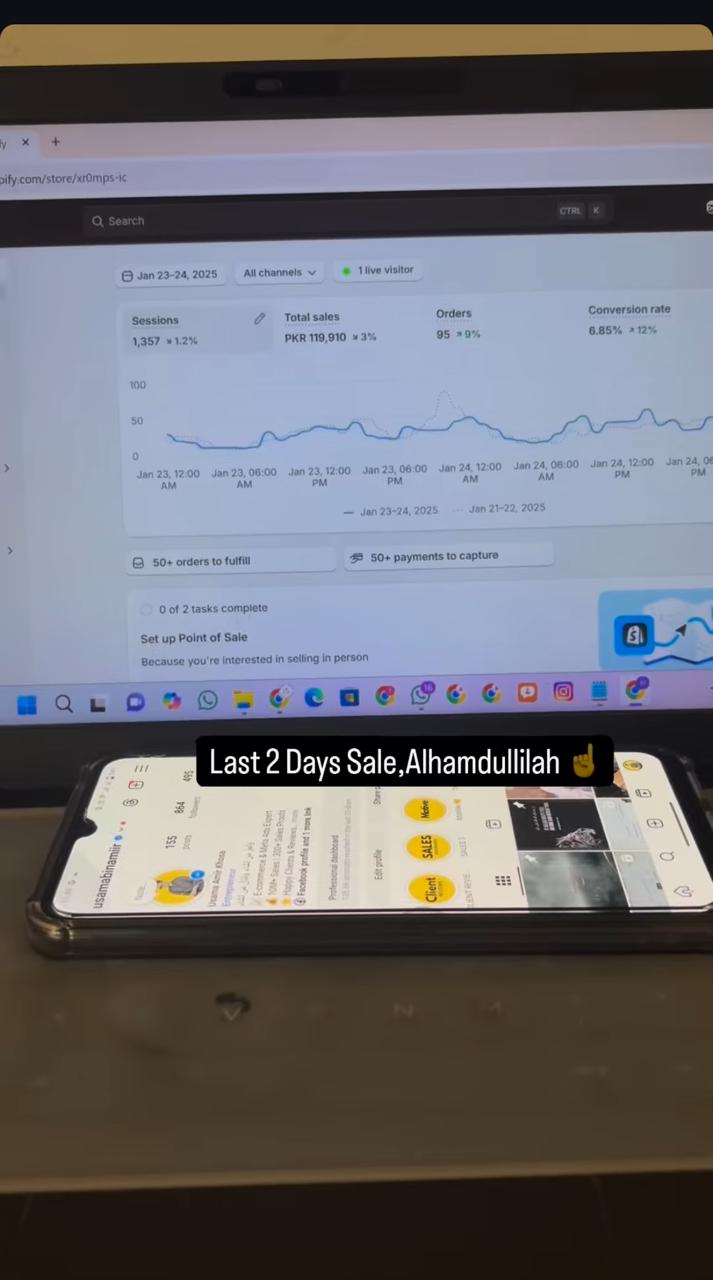 pify.com/store/xr0mps-ic
Search
CTRL K
Jan 23-24, 2025
All channels
1 live visitor
Sessions
1,357 1.2%
Total sales
PKR 119,910 3%
Orders
95 9%
Conversion rate
6.85% 12%
100
50
0
Jan 23, 12:00 AM
Jan 23, 06:00 AM
Jan 23, 12:00 PM
Jan 23, 06:00 PM
Jan 24, 12:00 AM
Jan 24, 06:00 AM
Jan 24, 12:00 PM
Jan 24, 06
PM
Jan 23-24, 2025
Jan 21-22, 2025
50+ orders to fulfill
50+ payments to capture
0 of 2 tasks complete
Set up Point of Sale
Because you're interested in selling in person
Last 2 Days Sale,Alhamdullilah ☝
usamabinamiir
155
posts
864
followers
495
Usama Amir Khosa
Entrepreneur
E-commerce & Meta Ads Expert
Happy Clients & Reviews
Facebook profile and 1 more link
Professional dashboard
Edit profile
Client
SALES
Motive